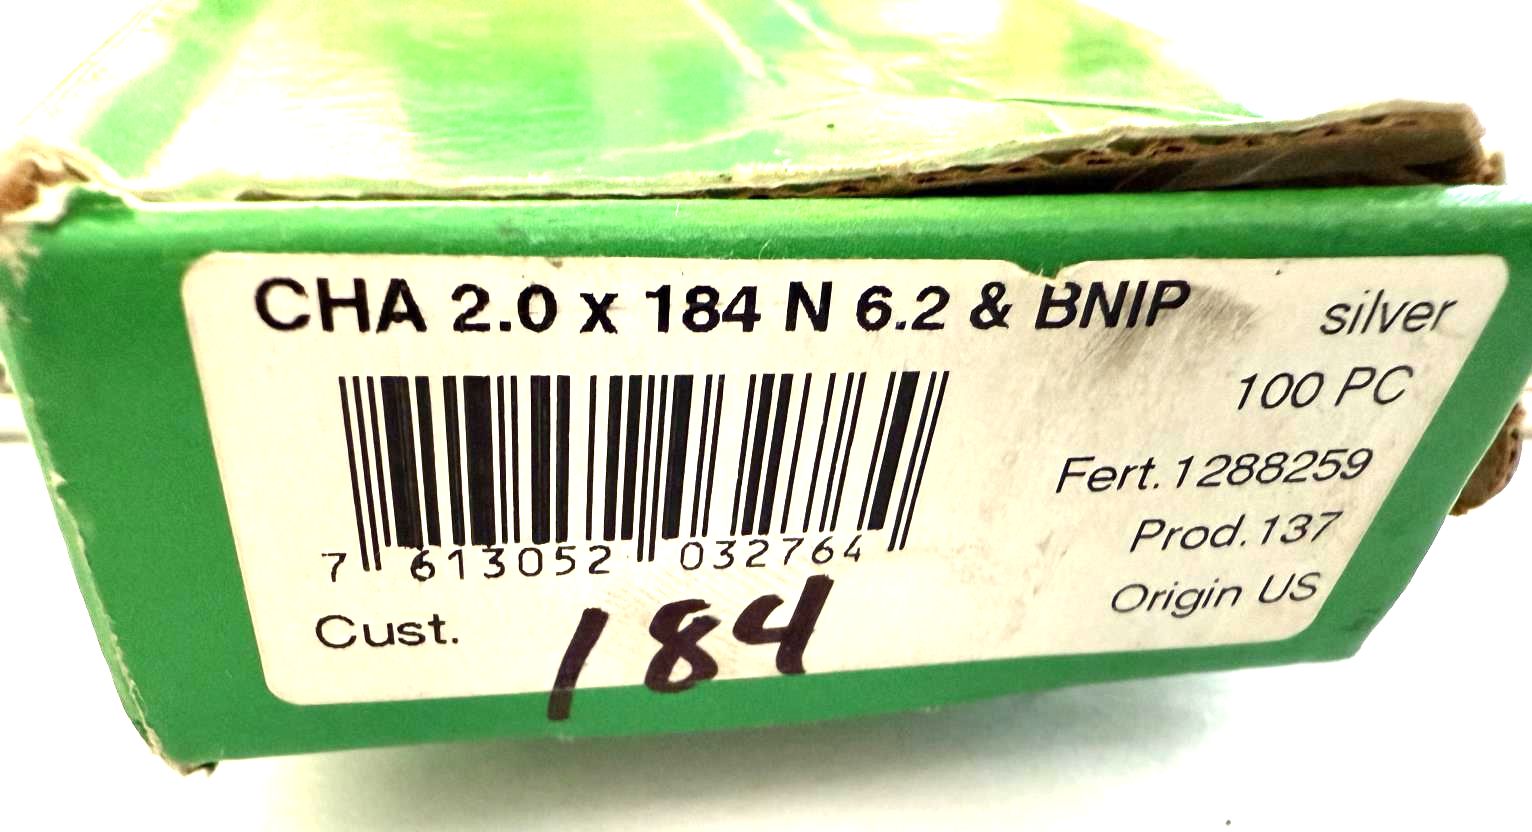 CHA 2.0 x 184 N 6.2 & BNIP
silver
100 PC
Fert. 1288259
Prod. 137
Origin US
7 613052 032764
Cust.
184